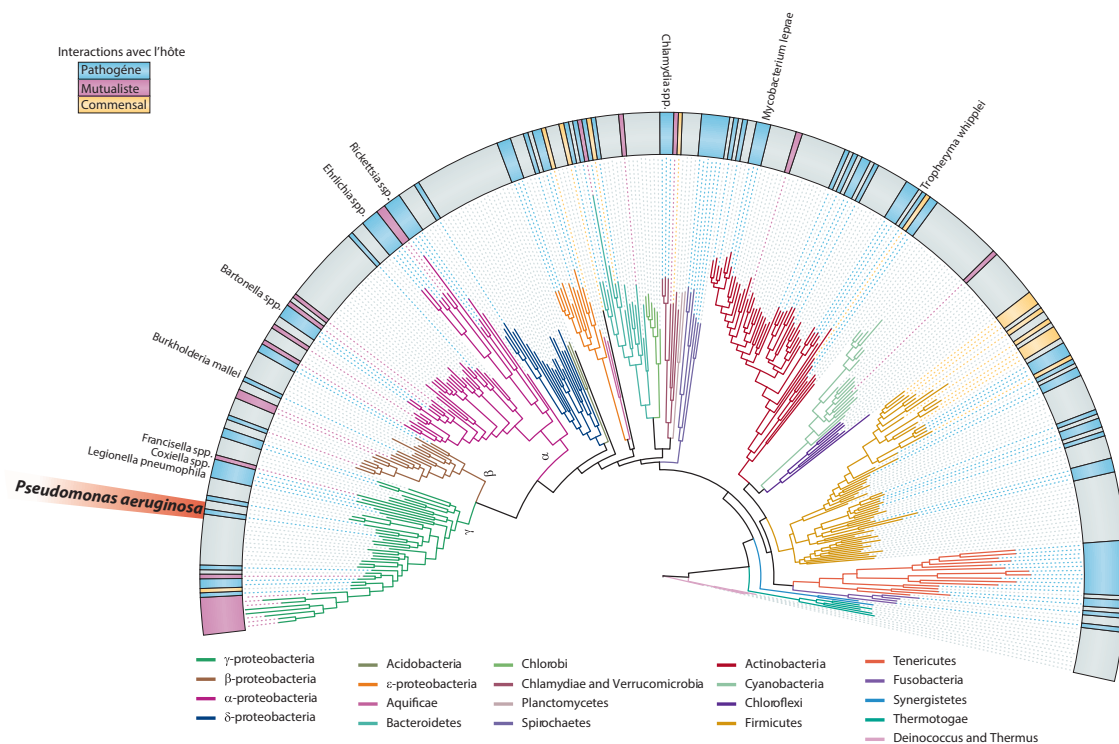 Interactions avec l'hôte
Pathogéne
Mutualiste
Commensal
Chlamydia spp.
Mycobacterium leprae
Tropheryma whipplei
Rickettsia ssp.
Ehrlichia spp.
Bartonella spp.
Burkholderia mallei
Francisella spp.
Coxiella spp.
Legionella pneumophila
Pseudomonas aeruginosa
α
β
γ
γ-proteobacteria
β-proteobacteria
α-proteobacteria
δ-proteobacteria
Acidobacteria
ε-proteobacteria
Aquificae
Bacteroidetes
Chlorobi
Chlamydiae and Verrucomicrobia
Planctomycetes
Spirochaetes
Actinobacteria
Cyanobacteria
Chloroflexi
Firmicutes
Tenericutes
Fusobacteria
Synergistetes
Thermotogae
Deinococcus and Thermus